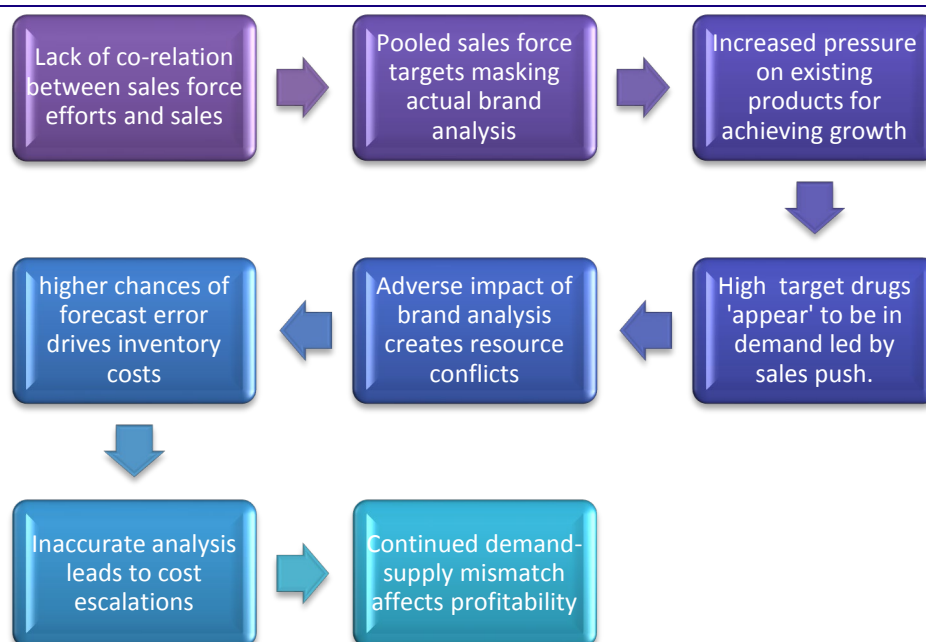 Lack of co-relation
between sales force
efforts and sales
Pooled sales force
targets masking
actual brand
analysis
Increased pressure
on existing
products for
achieving growth
High  target drugs
'appear' to be in
demand led by
sales push.
Adverse impact of
brand analysis
creates resource
conflicts
higher chances of
forecast error
drives inventory
costs
Inaccurate analysis
leads to cost
escalations
Continued demand-
supply mismatch
affects profitability